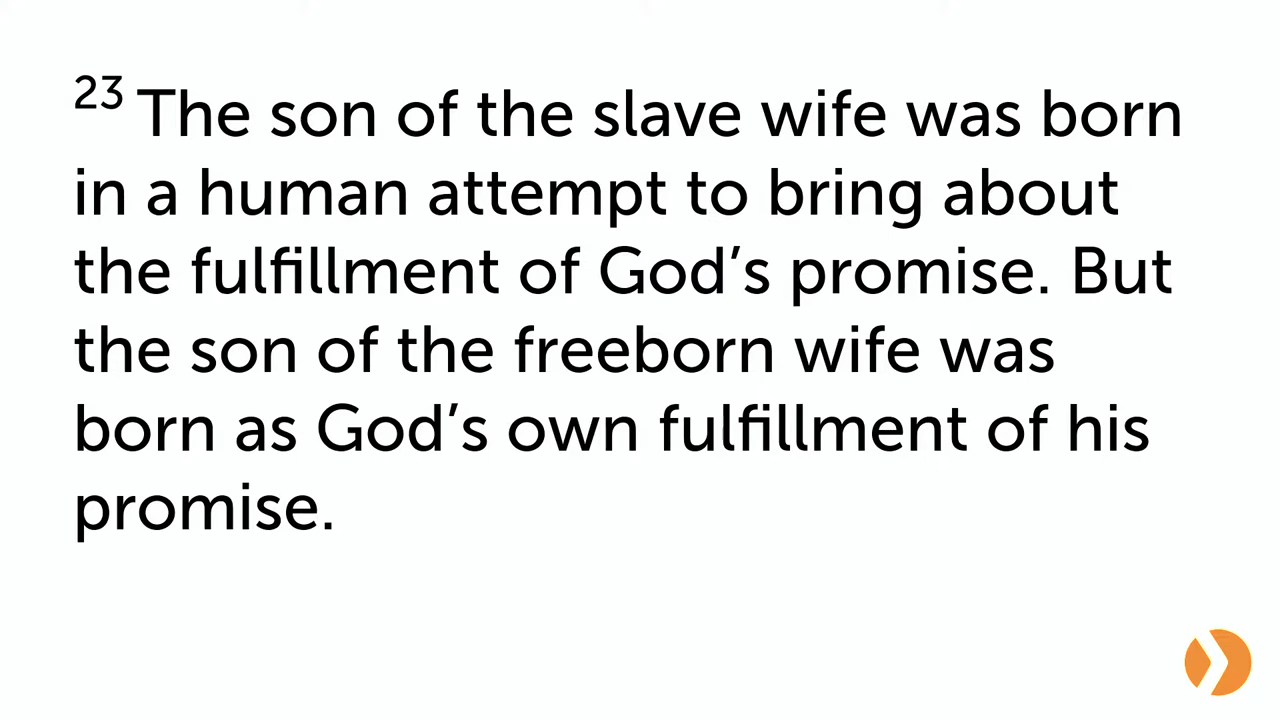 23 The son of the slave wife was born
in a human attempt to bring about
the fulfillment of God’s promise. But
the son of the freeborn wife was
born as God’s own fulfillment of his
promise.